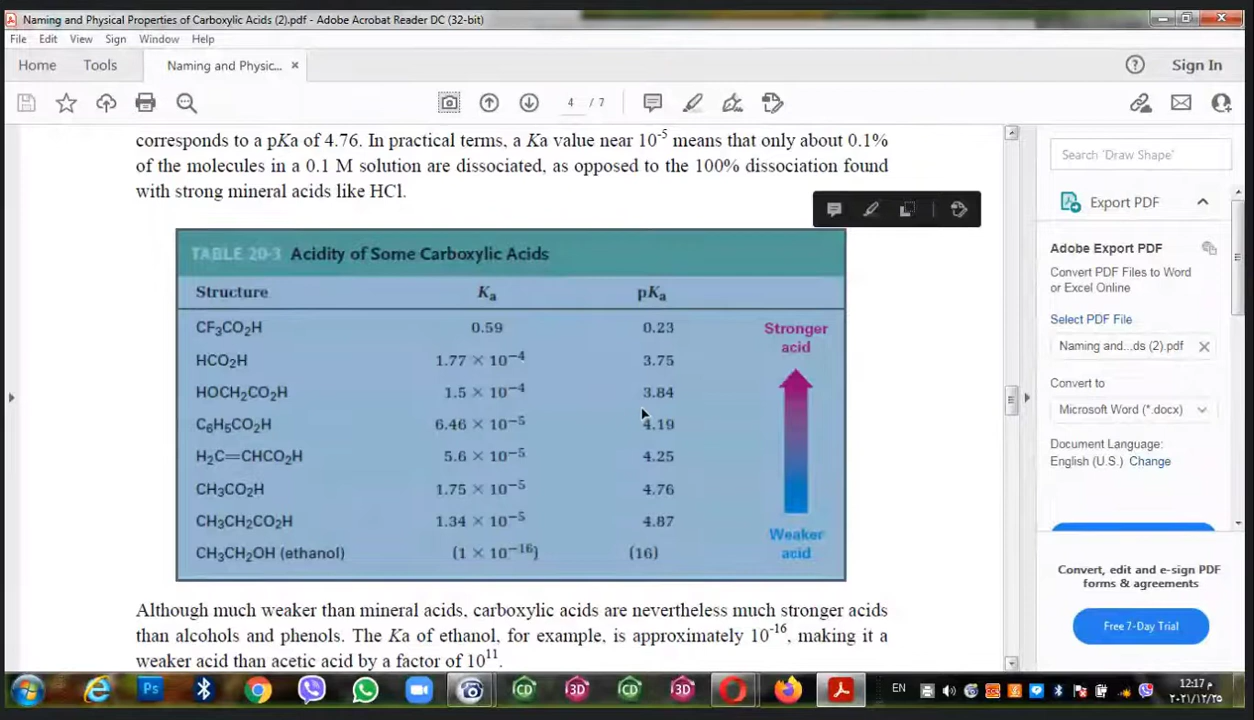 Naming and Physical Properties of Carboxylic Acids (2).pdf - Adobe Acrobat Reader DC (32-bit)
File Edit View Sign Window Help
Home Tools Naming and Physic... × Sign In
4 / 7
corresponds to a pKa of 4.76. In practical terms, a Ka value near 10⁻⁵ means that only about 0.1%
of the molecules in a 0.1 M solution are dissociated, as opposed to the 100% dissociation found
with strong mineral acids like HCl.
TABLE 20-3 Acidity of Some Carboxylic Acids
Structure Kₐ pKₐ
CF₃CO₂H 0.59 0.23
Stronger
acid
HCO₂H 1.77 × 10⁻⁴ 3.75
HOCH₂CO₂H 1.5 × 10⁻⁴ 3.84
C₆H₅CO₂H 6.46 × 10⁻⁵ 4.19
H₂C=CHCO₂H 5.6 × 10⁻⁵ 4.25
CH₃CO₂H 1.75 × 10⁻⁵ 4.76
CH₃CH₂CO₂H 1.34 × 10⁻⁵ 4.87
CH₃CH₂OH (ethanol) (1 × 10⁻¹⁶) (16)
Weaker
acid
Although much weaker than mineral acids, carboxylic acids are nevertheless much stronger acids
than alcohols and phenols. The Ka of ethanol, for example, is approximately 10⁻¹⁶, making it a
weaker acid than acetic acid by a factor of 10¹¹.
Search 'Draw Shape'
Export PDF
Adobe Export PDF
Convert PDF Files to Word
or Excel Online
Select PDF File
Naming and...ds (2).pdf ×
Convert to
Microsoft Word (*.docx)
Document Language:
English (U.S.) Change
Convert, edit and e-sign PDF
forms & agreements
Free 7-Day Trial
Ps CD 3D CD 3D EN
12:17 م
٢٠٢١/١٢/٢٥